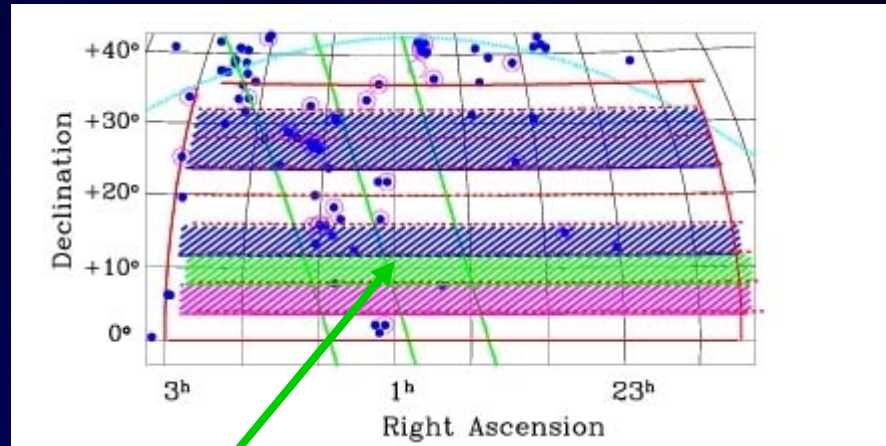 +40°
+30°
+20°
+10°
0°
Declination
3ʰ 1ʰ 23ʰ
Right Ascension